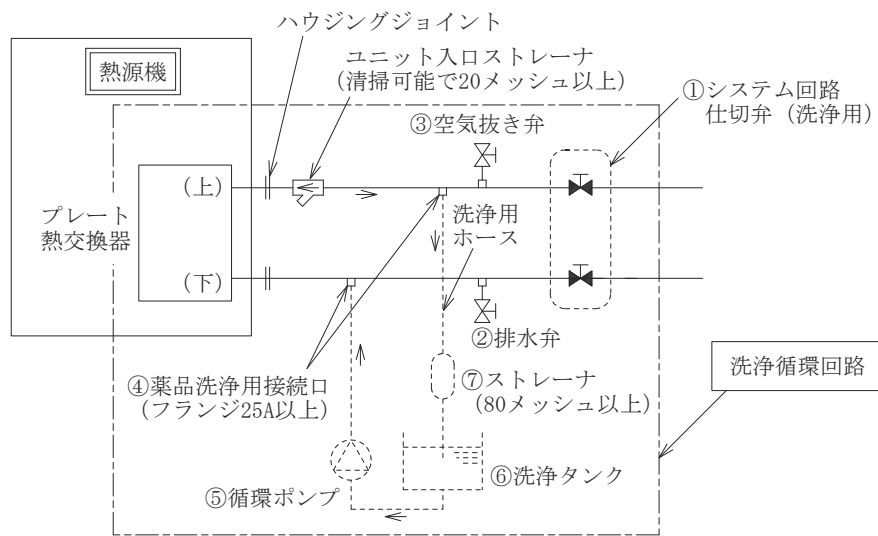 ハウジングジョイント
熱源機
ユニット入口ストレーナ
(清掃可能で20メッシュ以上)
①システム回路
仕切弁（洗浄用）
③空気抜き弁
(上)
プレート
熱交換器
洗浄用
ホース
(下)
②排水弁
④薬品洗浄用接続口
(フランジ25A以上)
⑦ストレーナ
(80メッシュ以上)
洗浄循環回路
⑥洗浄タンク
⑤循環ポンプ